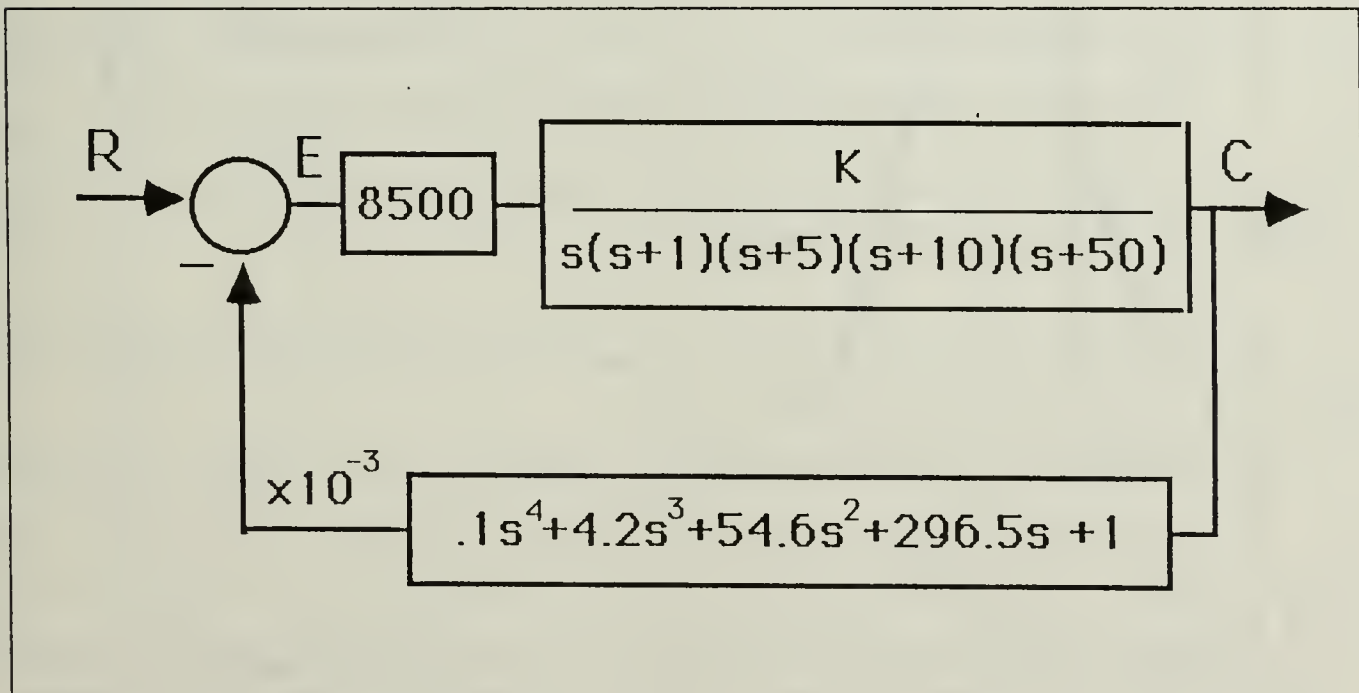 R
E
8500
K
s(s+1)(s+5)(s+10)(s+50)
C
−
x10⁻³
.1s⁴+4.2s³+54.6s²+296.5s +1